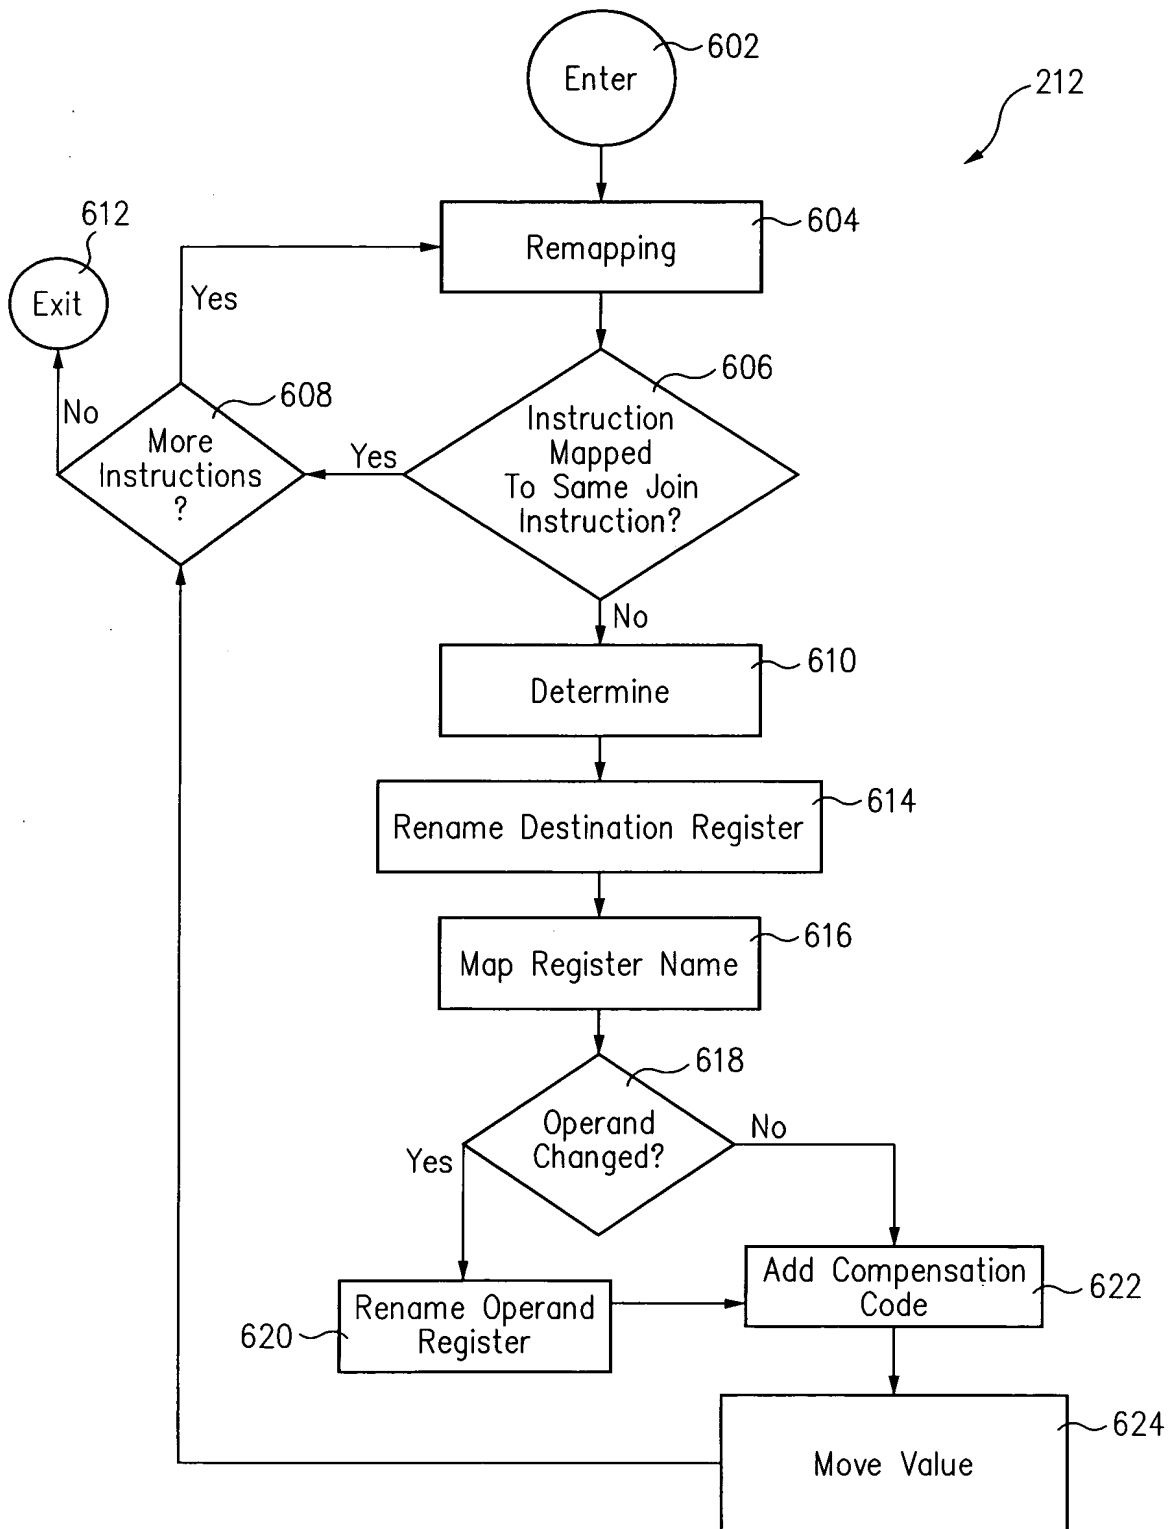 602
Enter
212
612
604
Remapping
Exit
Yes
606
608
No
Instruction
Mapped
To Same Join
Instruction?
More
Instructions
?
Yes
No
610
Determine
614
Rename Destination Register
616
Map Register Name
618
Operand
Changed?
No
Yes
Add Compensation
Code
622
Rename Operand
Register
620
624
Move Value